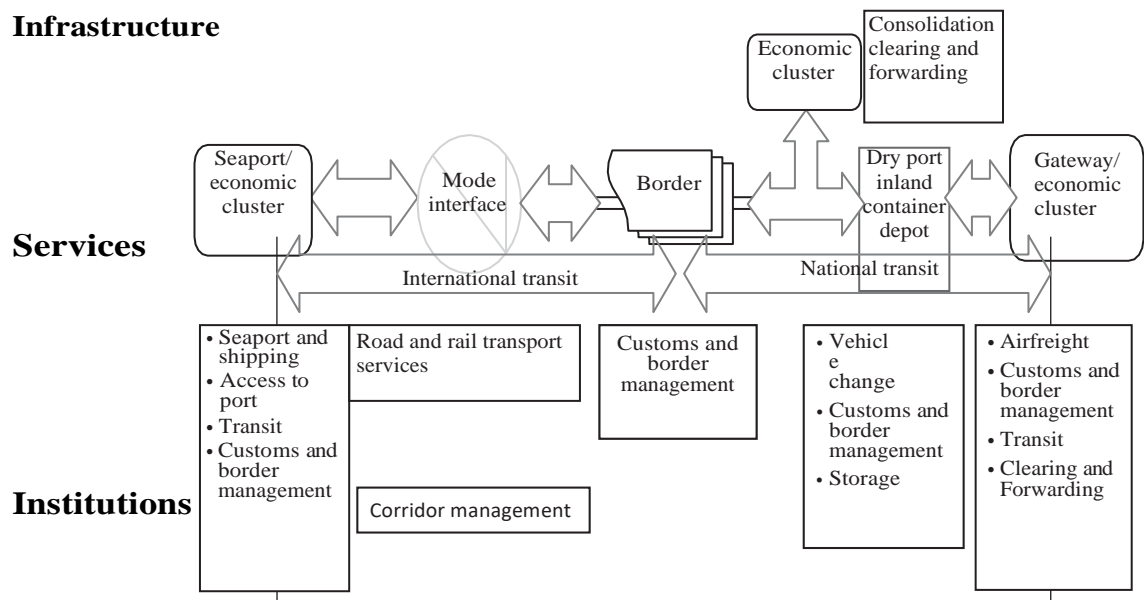 Infrastructure
Economic
cluster
Consolidation
clearing and
forwarding
Seaport/
economic
cluster
Mode
interface
Border
Dry port
inland
container
depot
Gateway/
economic
cluster
Services
International transit
National transit
• Seaport and
shipping
• Access to
port
• Transit
• Customs and
border
management
Road and rail transport
services
Customs and
border
management
• Vehicl
e
change
• Customs and
border
management
• Storage
• Airfreight
• Customs and
border
management
• Transit
• Clearing and
Forwarding
Institutions
Corridor management